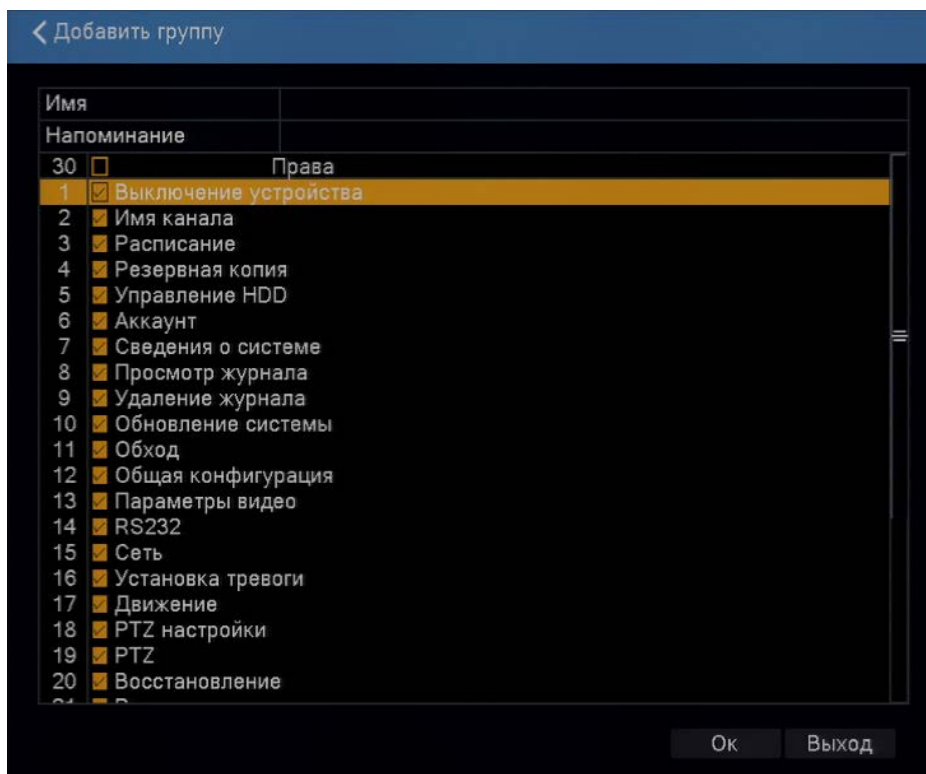 Добавить группу
Имя
Напоминание
30 Права
1 Выключение устройства
2 Имя канала
3 Расписание
4 Резервная копия
5 Управление HDD
6 Аккаунт
7 Сведения о системе
8 Просмотр журнала
9 Удаление журнала
10 Обновление системы
11 Обход
12 Общая конфигурация
13 Параметры видео
14 RS232
15 Сеть
16 Установка тревоги
17 Движение
18 PTZ настройки
19 PTZ
20 Восстановление
Ок Выход